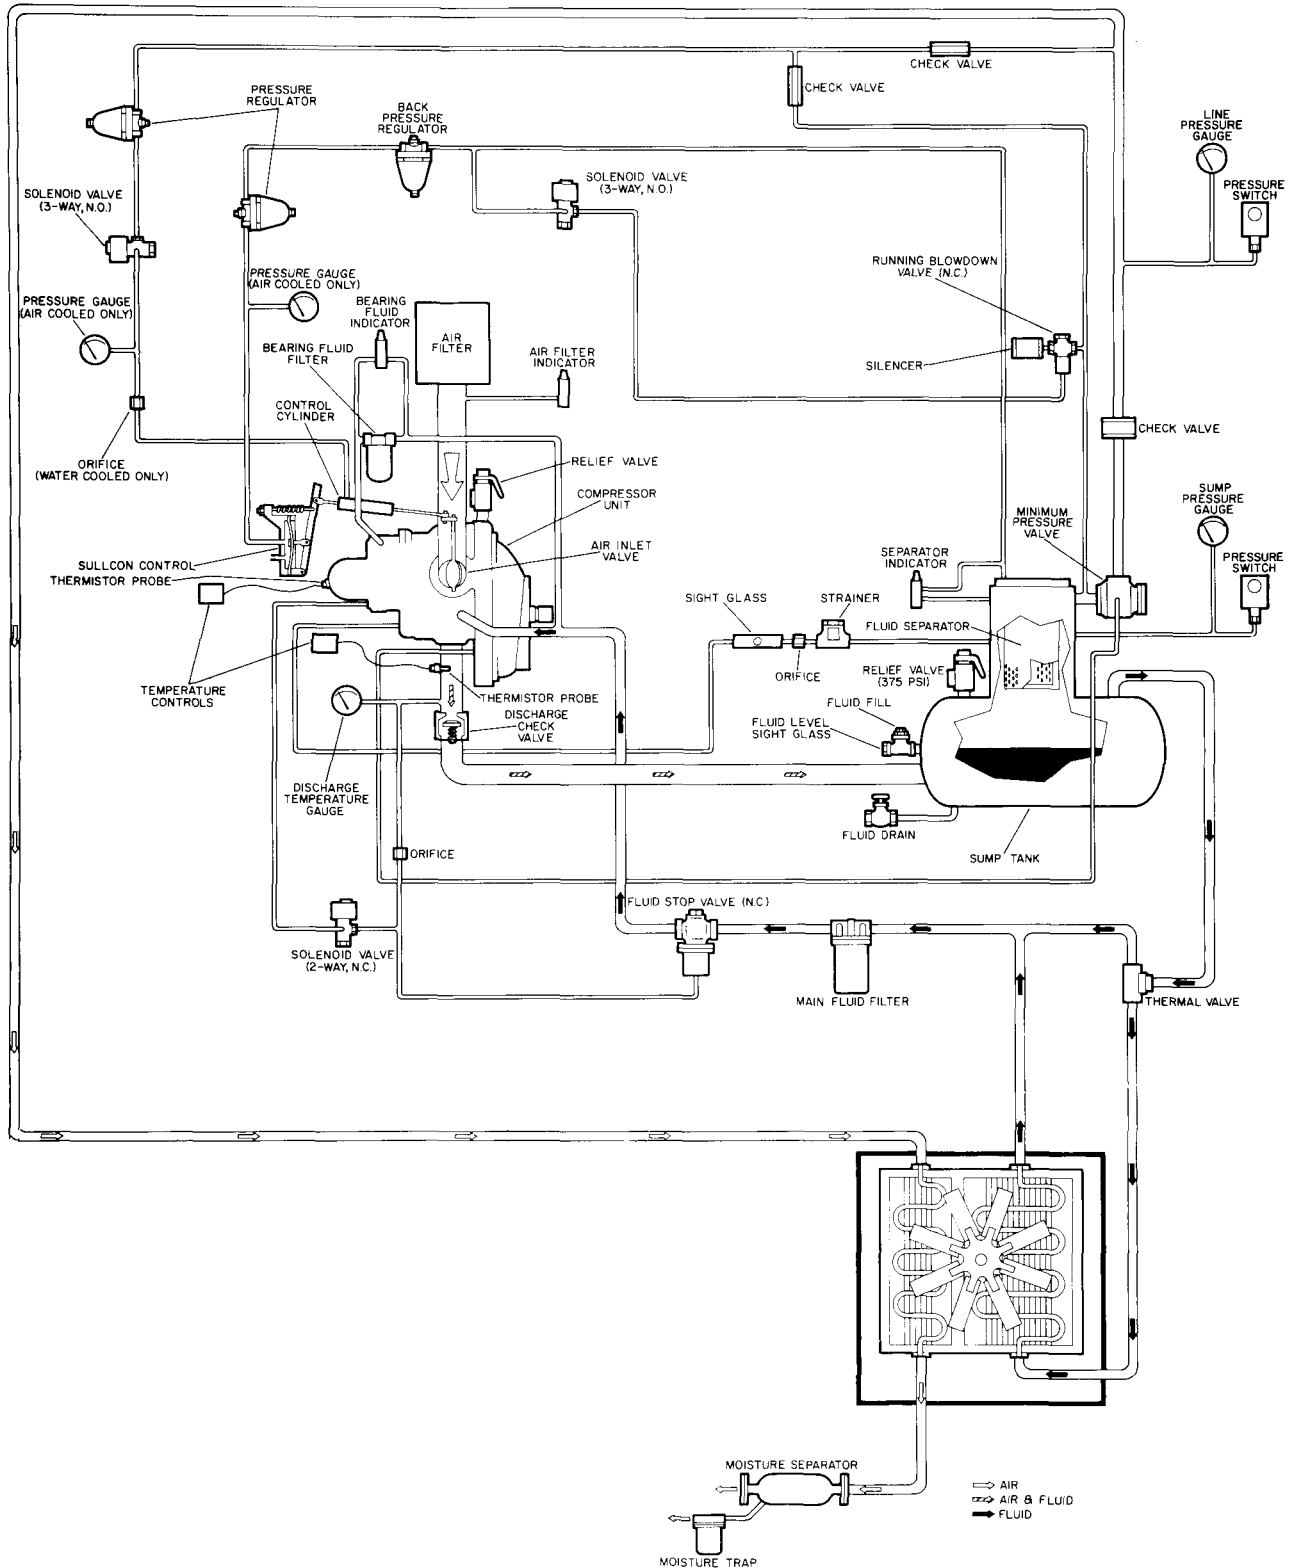 CHECK VALVE
CHECK VALVE
PRESSURE
REGULATOR
BACK
PRESSURE
REGULATOR
LINE
PRESSURE
GAUGE
PRESSURE
SWITCH
SOLENOID VALVE
(3-WAY, N.O.)
SOLENOID VALVE
(3-WAY, N.O.)
RUNNING BLOWDOWN
VALVE (N.C.)
PRESSURE GAUGE
(AIR COOLED ONLY)
PRESSURE GAUGE
(AIR COOLED ONLY)
BEARING
FLUID
INDICATOR
AIR
FILTER
BEARING FLUID
FILTER
AIR FILTER
INDICATOR
SILENCER
CONTROL
CYLINDER
CHECK VALVE
ORIFICE
(WATER COOLED ONLY)
RELIEF VALVE
COMPRESSOR
UNIT
SUMP
PRESSURE
GAUGE
MINIMUM
PRESSURE
VALVE
AIR INLET
VALVE
SEPARATOR
INDICATOR
PRESSURE
SWITCH
SULLCON CONTROL
THERMISTOR PROBE
SIGHT GLASS
STRAINER
FLUID SEPARATOR
ORIFICE
RELIEF VALVE
(375 PSI)
TEMPERATURE
CONTROLS
THERMISTOR PROBE
FLUID FILL
DISCHARGE
CHECK
VALVE
FLUID LEVEL
SIGHT GLASS
DISCHARGE
TEMPERATURE
GAUGE
FLUID DRAIN
ORIFICE
SUMP TANK
FLUID STOP VALVE (N.C)
SOLENOID VALVE
(2-WAY, N.C.)
MAIN FLUID FILTER
THERMAL VALVE
MOISTURE SEPARATOR
AIR
AIR & FLUID
FLUID
MOISTURE TRAP